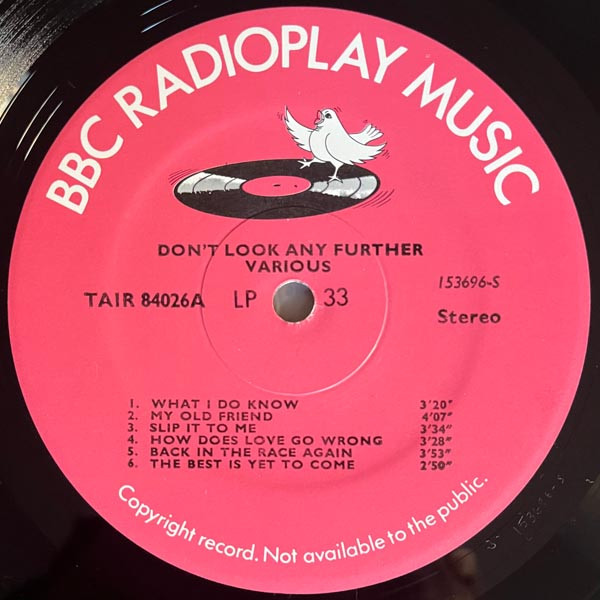 BBC RADIOPLAY MUSIC
DON'T LOOK ANY FURTHER
VARIOUS
TAIR 84026A LP 33
153696-S
Stereo
1. WHAT I DO KNOW 3'20"
2. MY OLD FRIEND 4'07"
3. SLIP IT TO ME 3'34"
4. HOW DOES LOVE GO WRONG 3'28"
5. BACK IN THE RACE AGAIN 3'53"
6. THE BEST IS YET TO COME 2'50"
Copyright record. Not available to the public.
153696-S